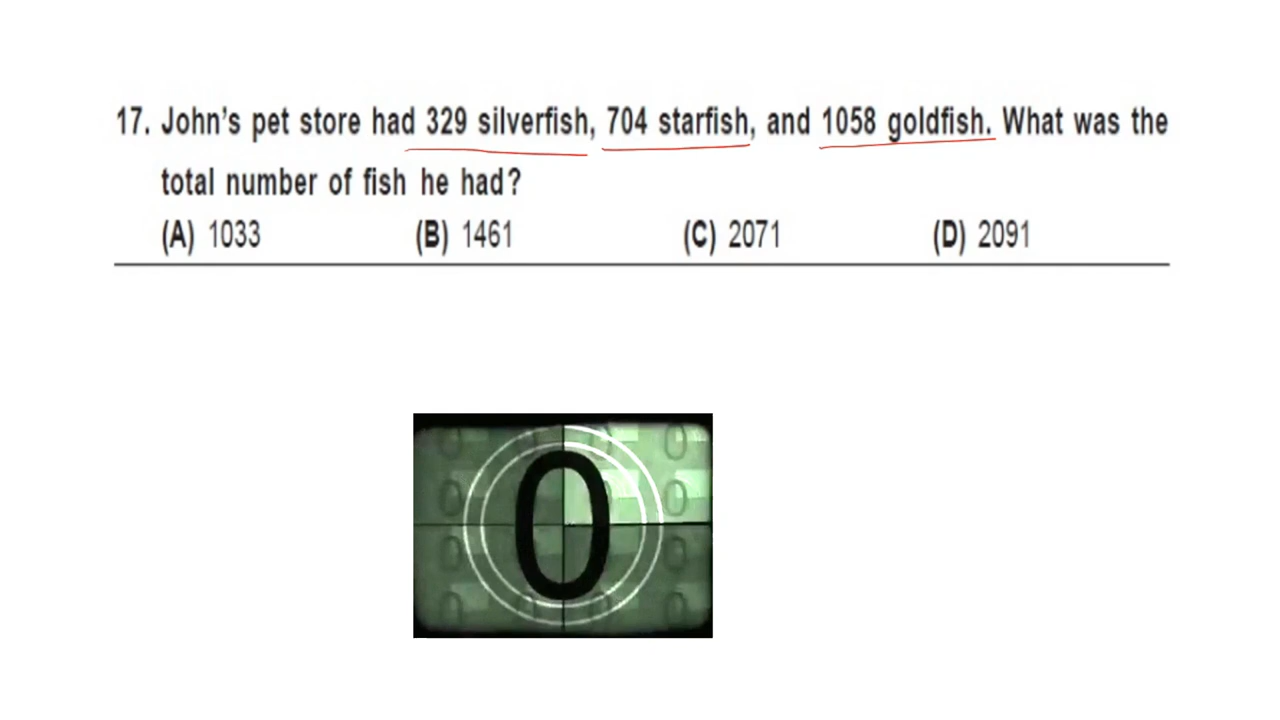 17. John's pet store had 329 silverfish, 704 starfish, and 1058 goldfish. What was the
total number of fish he had?
(A) 1033 (B) 1461 (C) 2071 (D) 2091
0